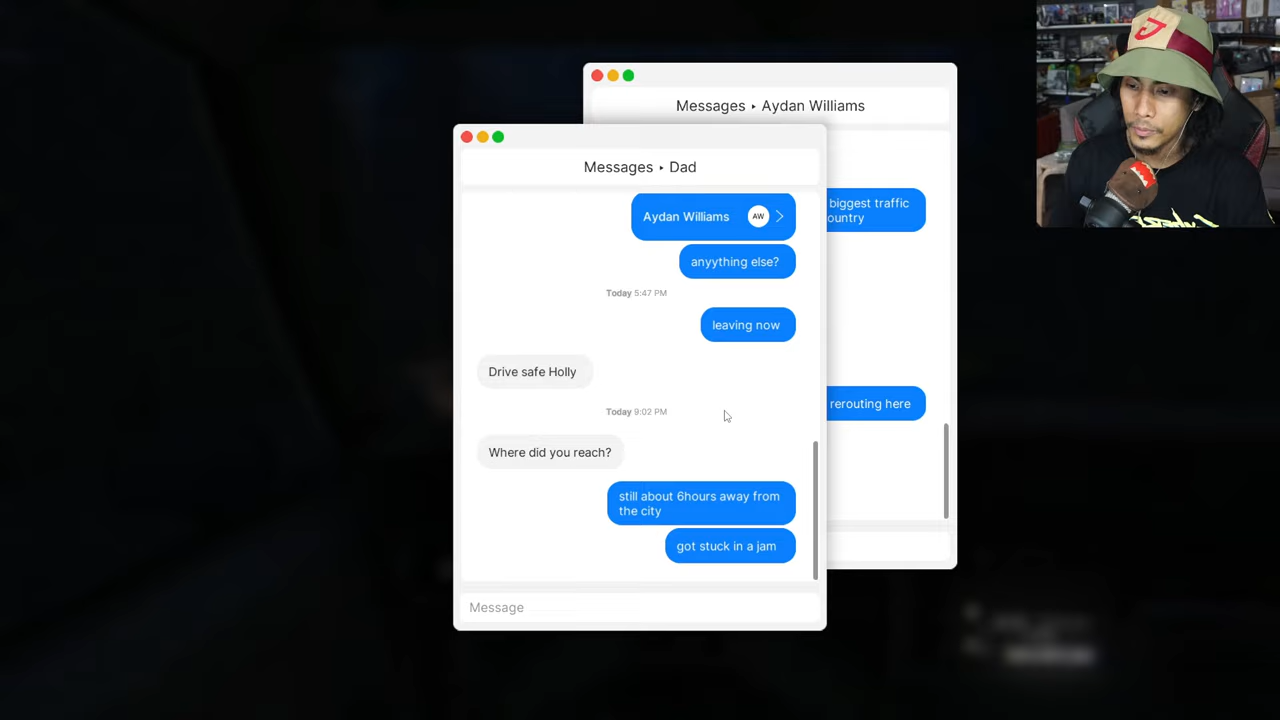 Messages ▸ Aydan Williams
biggest traffic
ountry
rerouting here
Messages ▸ Dad
Aydan Williams AW
anyything else?
Today 5:47 PM
leaving now
Drive safe Holly
Today 9:02 PM
Where did you reach?
still about 6hours away from
the city
got stuck in a jam
Message